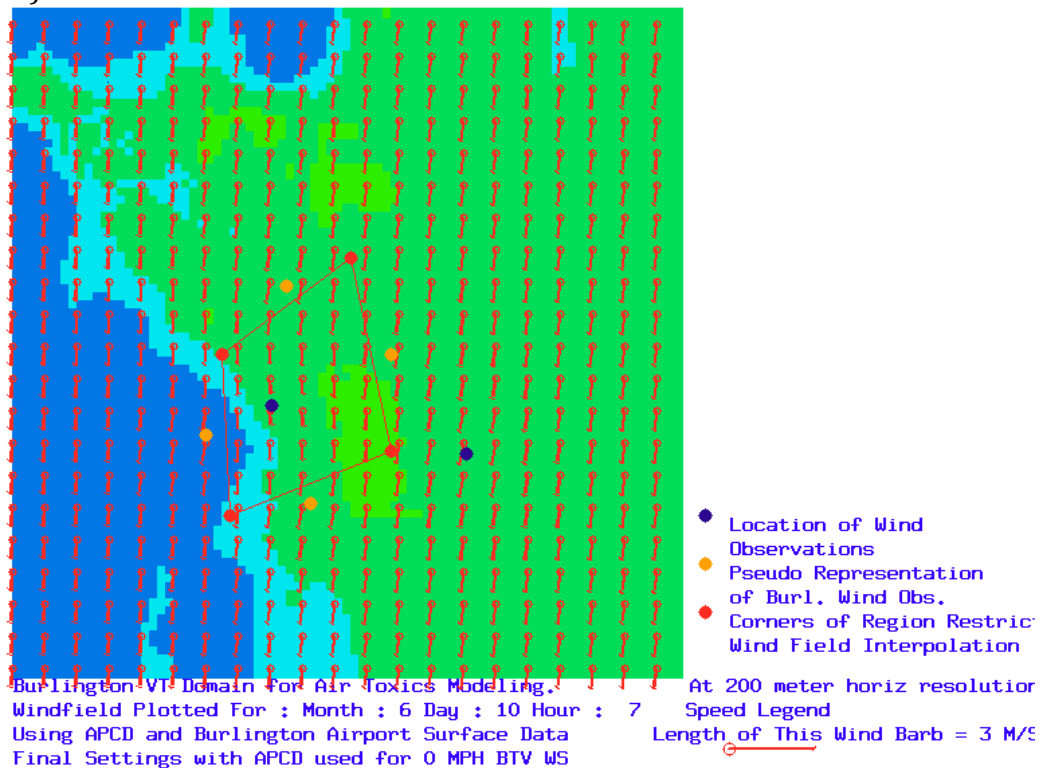 Location of Wind
Observations
Pseudo Representation
of Burl. Wind Obs.
Corners of Region Restric
Wind Field Interpolation
Burlington VT Domain for Air Toxics Modeling. At 200 meter horiz resolution
Windfield Plotted For : Month : 6 Day : 10 Hour : 7 Speed Legend
Using APCD and Burlington Airport Surface Data Length of This Wind Barb = 3 M/S
Final Settings with APCD used for 0 MPH BTV WS